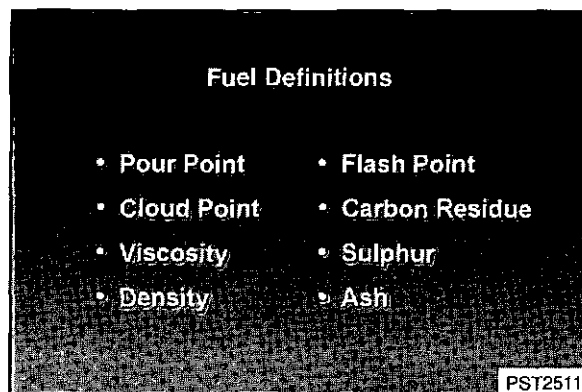 Fuel Definitions
• Pour Point
• Cloud Point
• Viscosity
• Density
• Flash Point
• Carbon Residue
• Sulphur
• Ash
PST2511